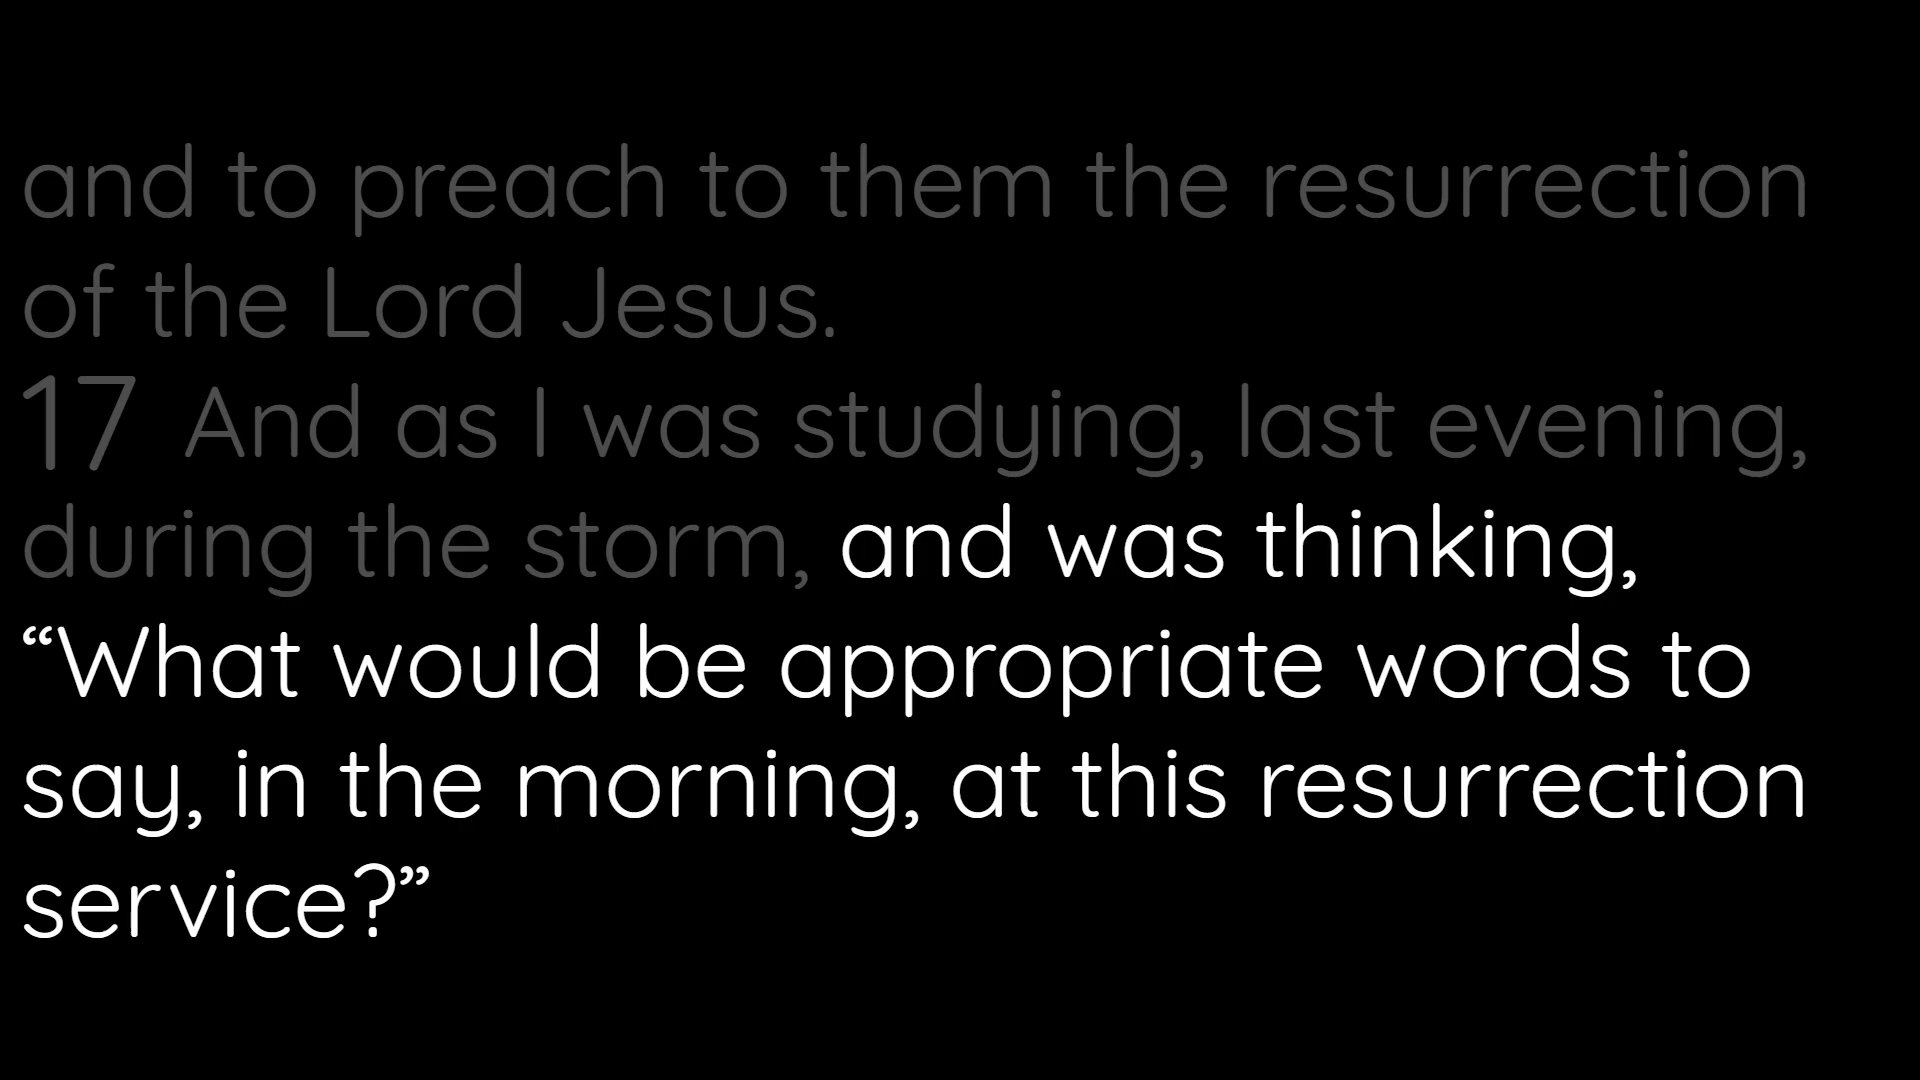 and to preach to them the resurrection
of the Lord Jesus.
17 And as I was studying, last evening,
during the storm, and was thinking,
“What would be appropriate words to
say, in the morning, at this resurrection
service?”